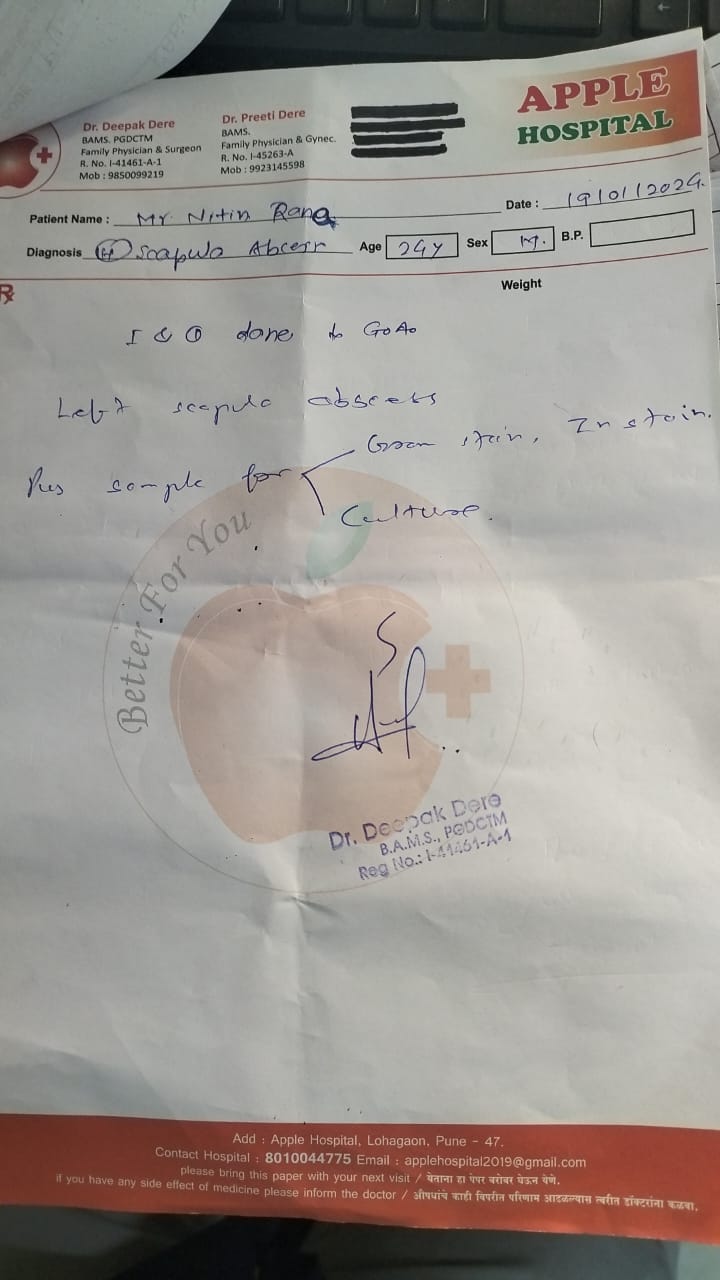 Dr. Deepak Dere
BAMS. PGDCTM
Family Physician & Surgeon
R. No. I-41461-A-1
Mob : 9850099219
Dr. Preeti Dere
BAMS.
Family Physician & Gynec.
R. No. I-45263-A
Mob : 9923145598
APPLE
HOSPITAL
Patient Name : Mr. Nitin Rana
Date : 19/01/2024.
Diagnosis Scapula Abcess Age 24y Sex M. B.P.
Rx
Weight
I & D done
Left scapula abscess
Pus sample for Gram stain, Zn stain.
Culture.
Better For You
Dr. Deepak Dere
B.A.M.S., PGDCTM
Reg No.: I-41461-A-1
Add : Apple Hospital, Lohagaon, Pune - 47.
Contact Hospital : 8010044775 Email : applehospital2019@gmail.com
please bring this paper with your next visit / येताना हा पेपर बरोबर घेऊन येणे.
if you have any side effect of medicine please inform the doctor / औषधांचे काही विपरीत परिणाम आढळल्यास त्वरीत डॉक्टरांना कळवा.